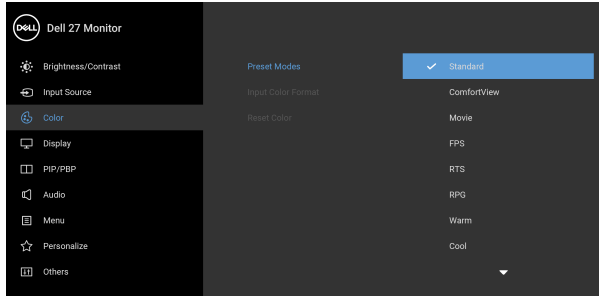 DELL Dell 27 Monitor
Brightness/Contrast Preset Modes Standard
Input Source Input Color Format ComfortView
Color Reset Color Movie
Display FPS
PIP/PBP RTS
Audio RPG
Menu Warm
Personalize Cool
Others